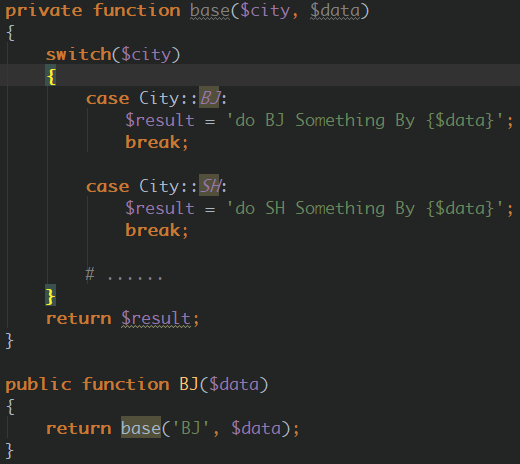 private function base($city, $data)
{
switch($city)
{
case City::BJ:
$result = 'do BJ Something By {$data}';
break;
case City::SH:
$result = 'do SH Something By {$data}';
break;
# ......
}
return $result;
}
public function BJ($data)
{
return base('BJ', $data);
}